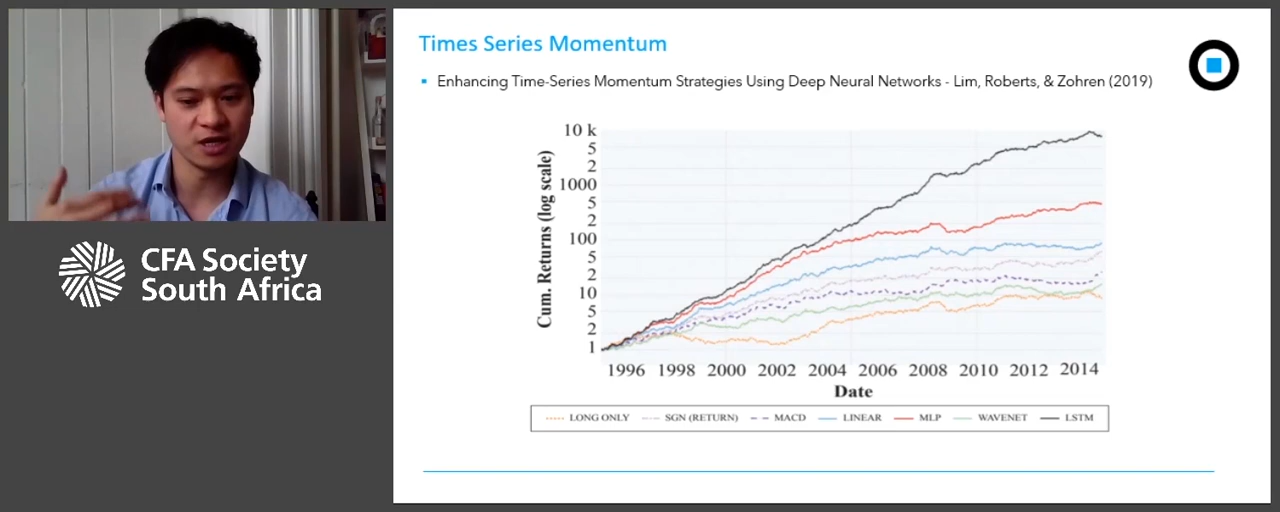 Times Series Momentum
Enhancing Time-Series Momentum Strategies Using Deep Neural Networks - Lim, Roberts, & Zohren (2019)
CFA Society
South Africa
Cum. Returns (log scale)
10 k
5
2
1000
5
2
100
5
2
10
5
2
1
1996 1998 2000 2002 2004 2006 2008 2010 2012 2014
Date
LONG ONLY SGN (RETURN) MACD LINEAR MLP WAVENET LSTM